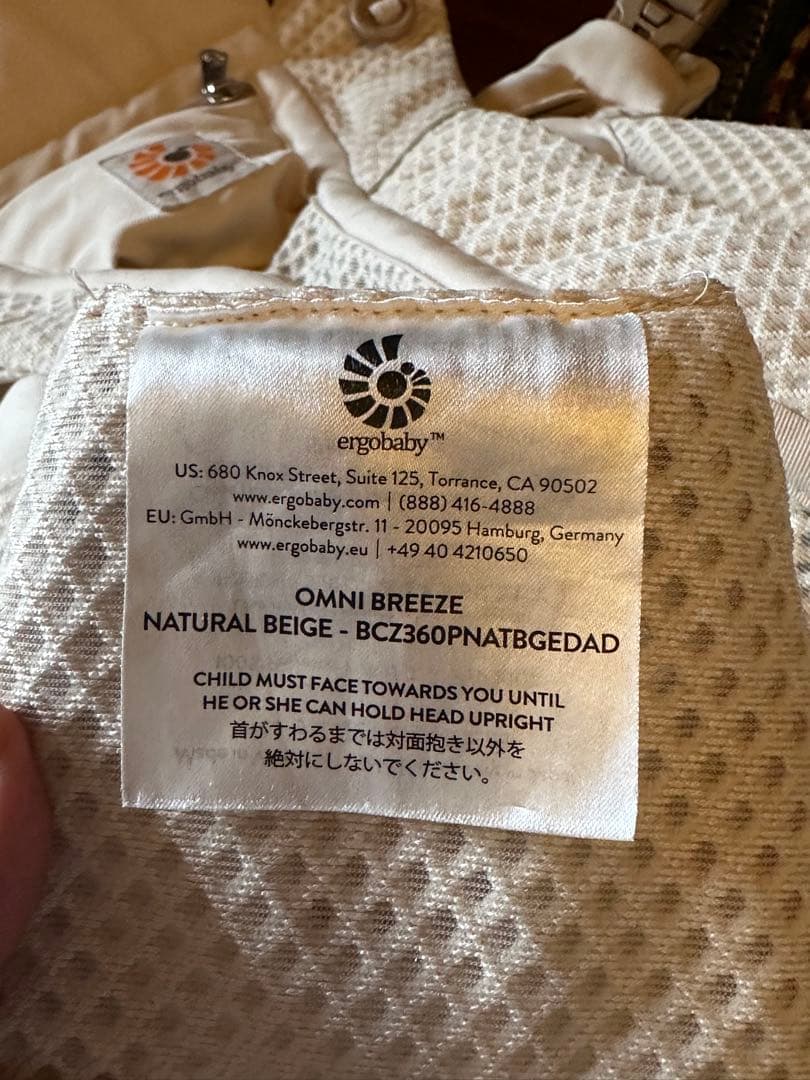 ergobaby
ergobaby™
US: 680 Knox Street, Suite 125, Torrance, CA 90502
www.ergobaby.com | (888) 416-4888
EU: GmbH - Mönckebergstr. 11 - 20095 Hamburg, Germany
www.ergobaby.eu | +49 40 4210650
OMNI BREEZE
NATURAL BEIGE - BCZ360PNATBGEDAD
CHILD MUST FACE TOWARDS YOU UNTIL
HE OR SHE CAN HOLD HEAD UPRIGHT
首がすわるまでは対面抱き以外を
絶対にしないでください。